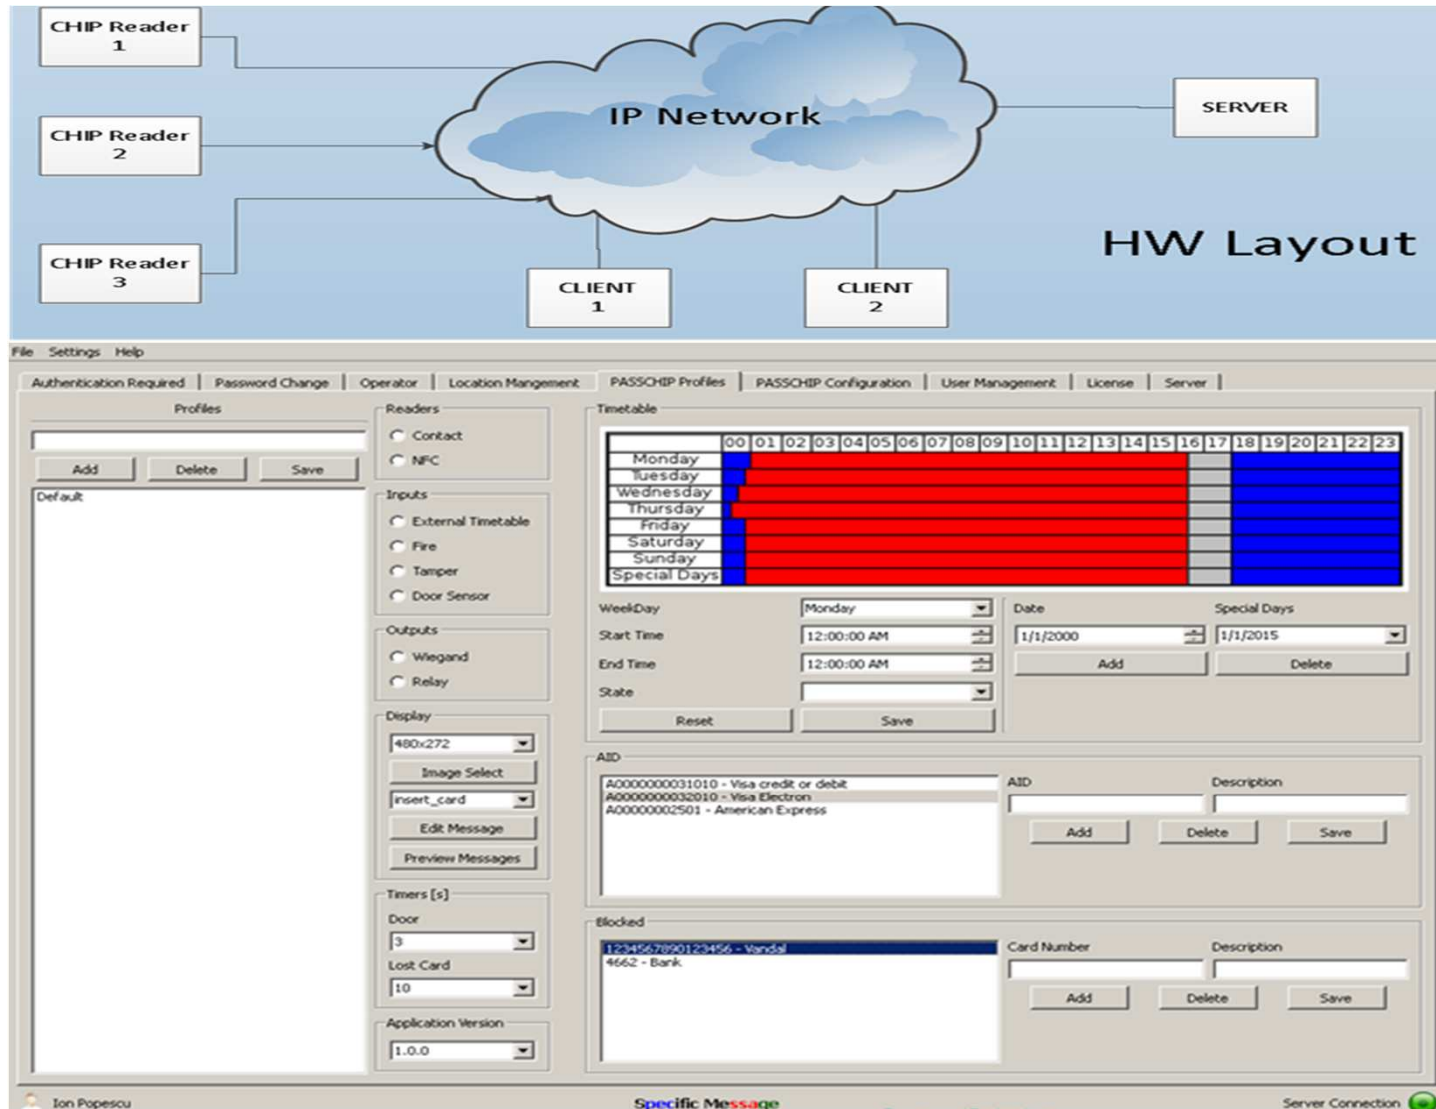 CHIP Reader
1
CHIP Reader
2
CHIP Reader
3
IP Network
SERVER
CLIENT
1
CLIENT
2
HW Layout
File Settings Help
Authentication Required Password Change Operator Location Mangement PASSCHIP Profiles PASSCHIP Configuration User Management License Server
Profiles
Add Delete Save
Default
Readers
Contact
NFC
Inputs
External Timetable
Fire
Tamper
Door Sensor
Outputs
Wiegand
Relay
Display
480x272
Image Select
insert_card
Edit Message
Preview Messages
Timers [s]
Door
3
Lost Card
10
Application Version
1.0.0
Timetable
00 01 02 03 04 05 06 07 08 09 10 11 12 13 14 15 16 17 18 19 20 21 22 23
Monday
Tuesday
Wednesday
Thursday
Friday
Saturday
Sunday
Special Days
WeekDay Monday
Start Time 12:00:00 AM
End Time 12:00:00 AM
State
Reset Save
Date Special Days
1/1/2000 1/1/2015
Add Delete
AID
A0000000031010 - Visa credit or debit
A0000000032010 - Visa Electron
A00000002501 - American Express
AID Description
Add Delete Save
Blocked
1234567890123456 - Vandal
4662 - Bank
Card Number Description
Add Delete Save
Ion Popescu Specific Message Server Connection